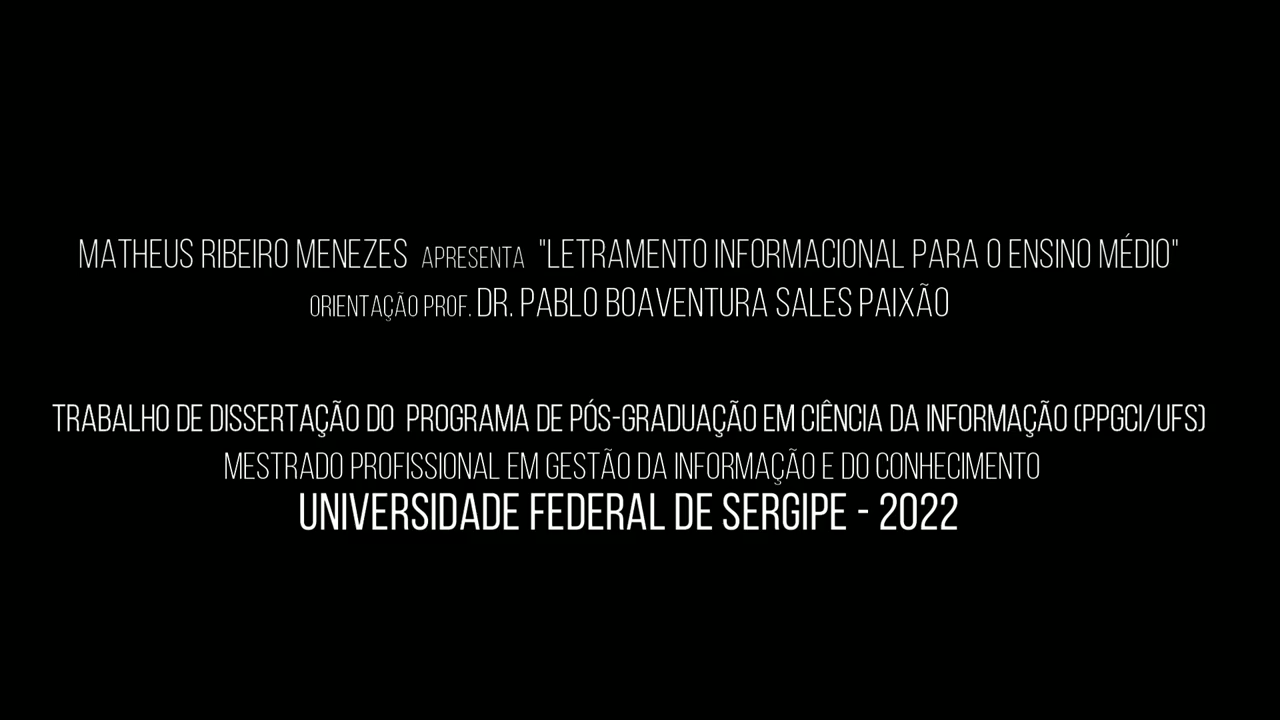 MATHEUS RIBEIRO MENEZES APRESENTA "LETRAMENTO INFORMACIONAL PARA O ENSINO MÉDIO"
ORIENTAÇÃO PROF. DR. PABLO BOAVENTURA SALES PAIXÃO
TRABALHO DE DISSERTAÇÃO DO PROGRAMA DE PÓS-GRADUAÇÃO EM CIÊNCIA DA INFORMAÇÃO (PPGCI/UFS)
MESTRADO PROFISSIONAL EM GESTÃO DA INFORMAÇÃO E DO CONHECIMENTO
UNIVERSIDADE FEDERAL DE SERGIPE - 2022